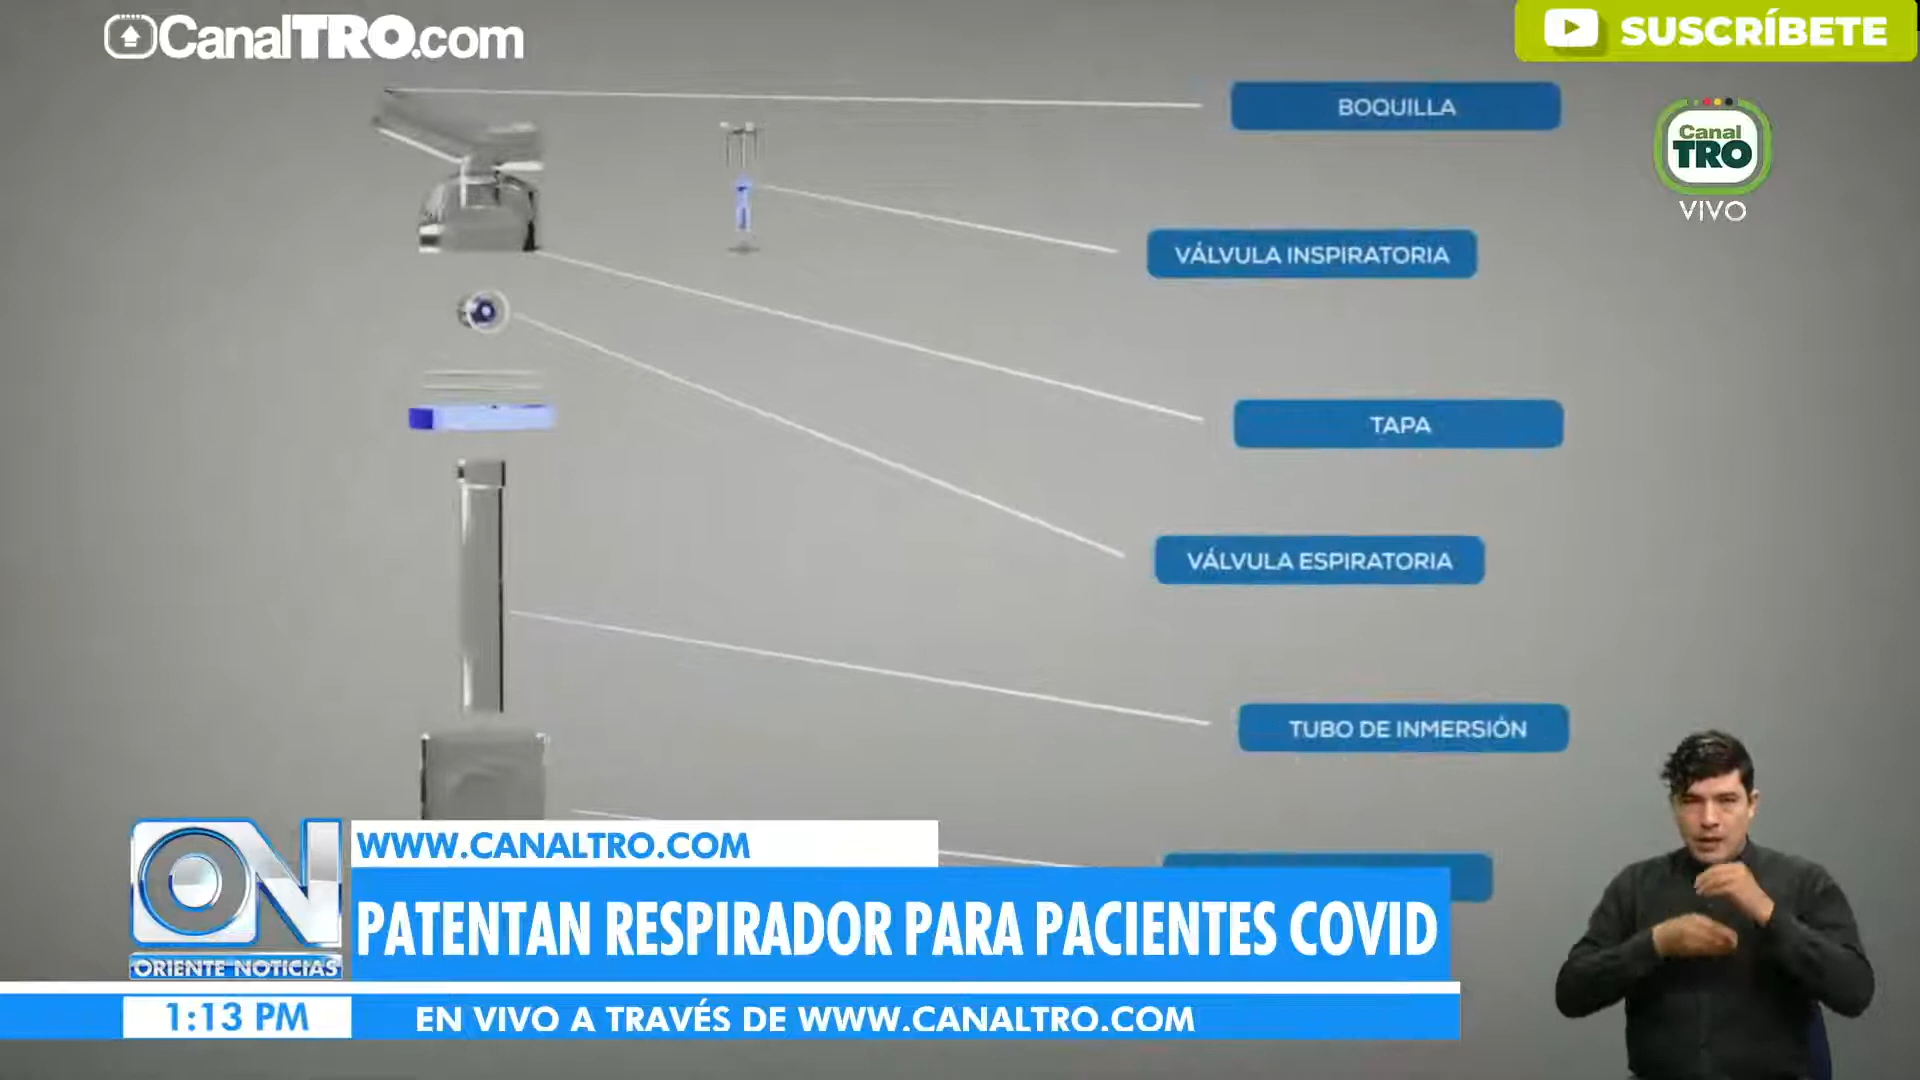 CanalTRO.com
SUSCRÍBETE
BOQUILLA
Canal
TRO
VIVO
VÁLVULA INSPIRATORIA
TAPA
VÁLVULA ESPIRATORIA
TUBO DE INMERSIÓN
WWW.CANALTRO.COM
ON
PATENTAN RESPIRADOR PARA PACIENTES COVID
ORIENTE NOTICIAS
1:13 PM
EN VIVO A TRAVÉS DE WWW.CANALTRO.COM